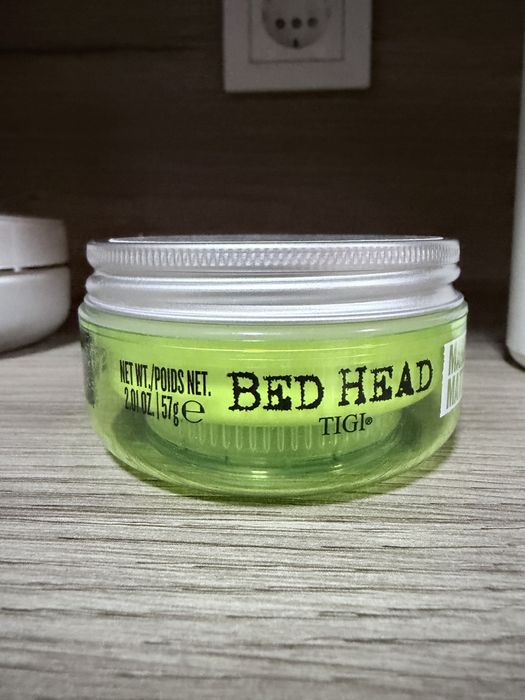 NET WT./POIDS NET.
2.01 OZ. | 57g ℮
BED HEAD
TIGI®